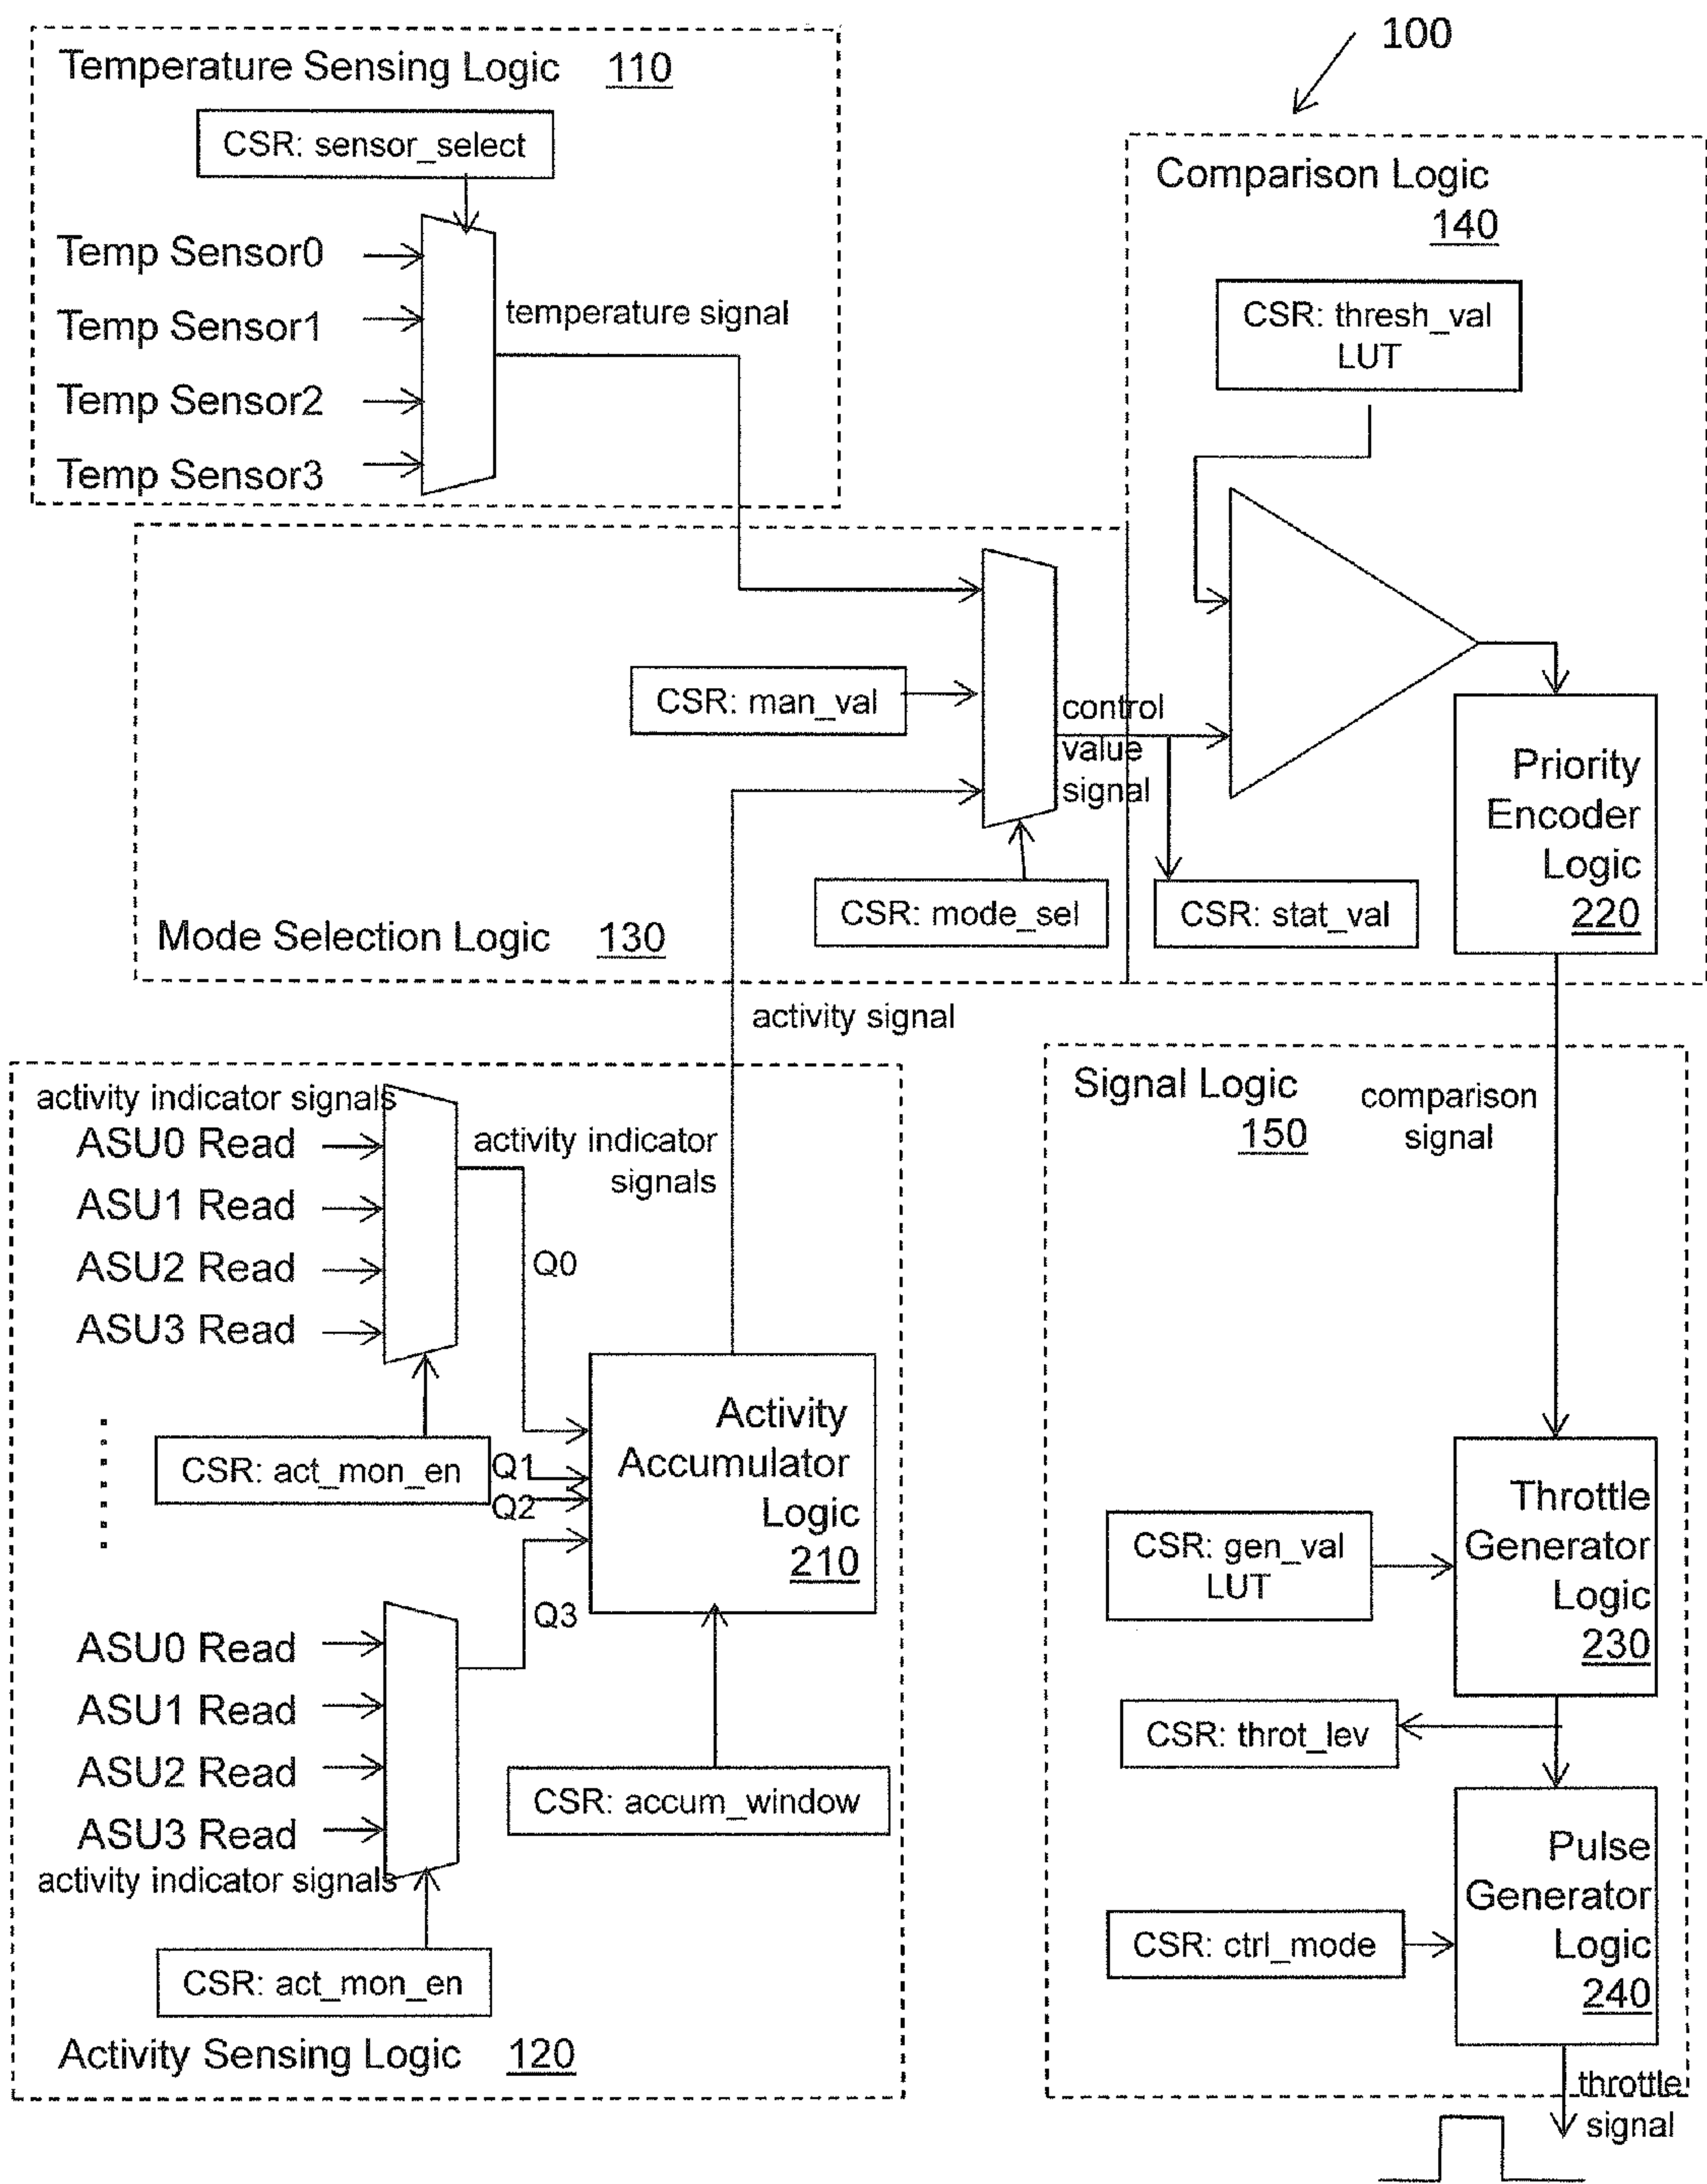 100
Temperature Sensing Logic 110
CSR: sensor_select
Temp Sensor0
Temp Sensor1
Temp Sensor2
Temp Sensor3
temperature signal
Comparison Logic
140
CSR: thresh_val
LUT
CSR: man_val
control
value
signal
CSR: mode_sel
CSR: stat_val
Priority
Encoder
Logic
220
Mode Selection Logic 130
activity signal
activity indicator signals
ASU0 Read
ASU1 Read
ASU2 Read
ASU3 Read
activity indicator
signals
Q0
CSR: act_mon_en
Q1
Q2
Activity
Accumulator
Logic
210
Q3
ASU0 Read
ASU1 Read
ASU2 Read
ASU3 Read
activity indicator signals
CSR: accum_window
CSR: act_mon_en
Activity Sensing Logic 120
Signal Logic
150
comparison
signal
CSR: gen_val
LUT
Throttle
Generator
Logic
230
CSR: throt_lev
Pulse
Generator
Logic
240
CSR: ctrl_mode
throttle
signal